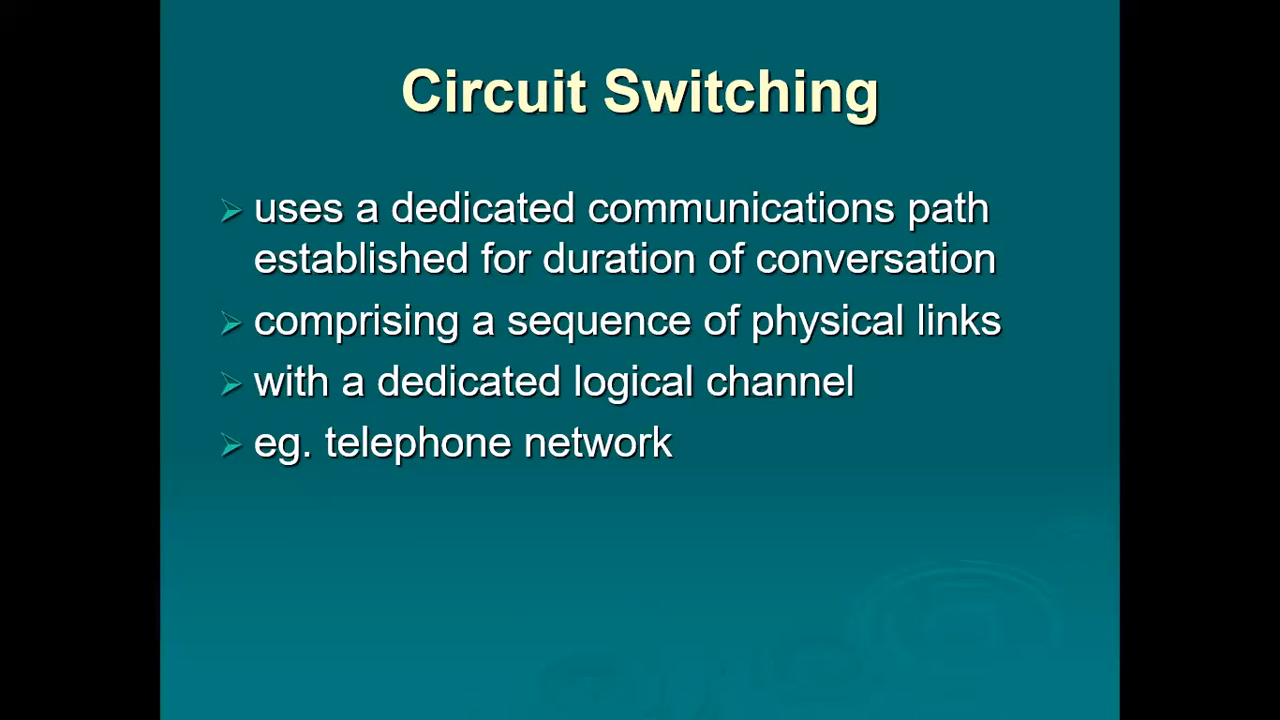 Circuit Switching
uses a dedicated communications path
established for duration of conversation
comprising a sequence of physical links
with a dedicated logical channel
eg. telephone network